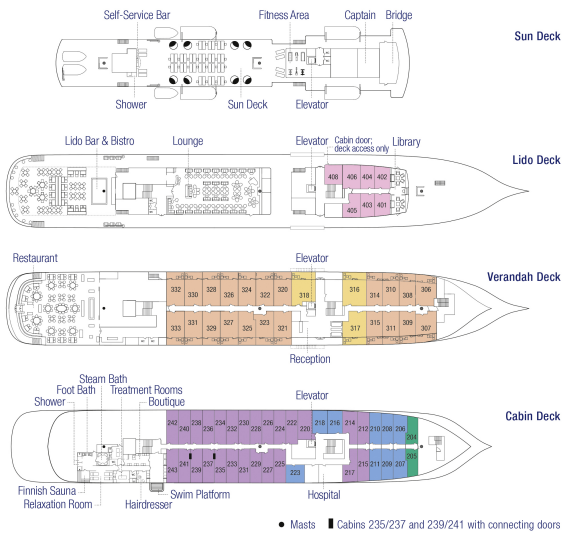 Self-Service Bar Fitness Area Captain Bridge
Sun Deck
Shower Sun Deck Elevator
Lido Bar & Bistro Lounge Elevator Cabin door; Library
deck access only
Lido Deck
408 406 404 402
405 403 401
Restaurant Elevator
Verandah Deck
332 330 328 326 324 322 320 318 316 314 310 308 306
333 331 329 327 325 323 321 317 315 311 309 307
Reception
Steam Bath
Foot Bath Treatment Rooms
Shower Boutique Elevator
Cabin Deck
242 240 238 236 234 232 230 228 226 224 222 220 218 216 214 212 210 208 206 204
243 241 239 237 235 233 231 229 227 225 223 217 215 211 209 207 205
Finnish Sauna Swim Platform Hospital
Relaxation Room Hairdresser
Masts Cabins 235/237 and 239/241 with connecting doors